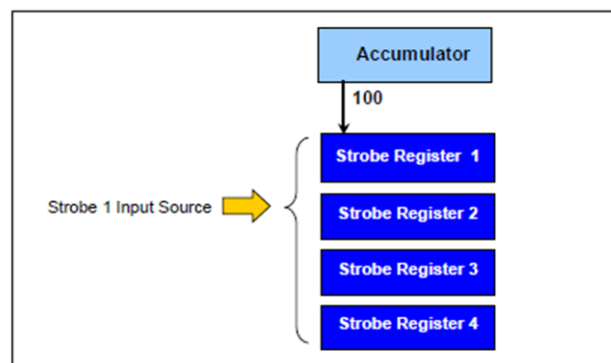 Accumulator
100
Strobe Register 1
Strobe 1 Input Source
Strobe Register 2
Strobe Register 3
Strobe Register 4